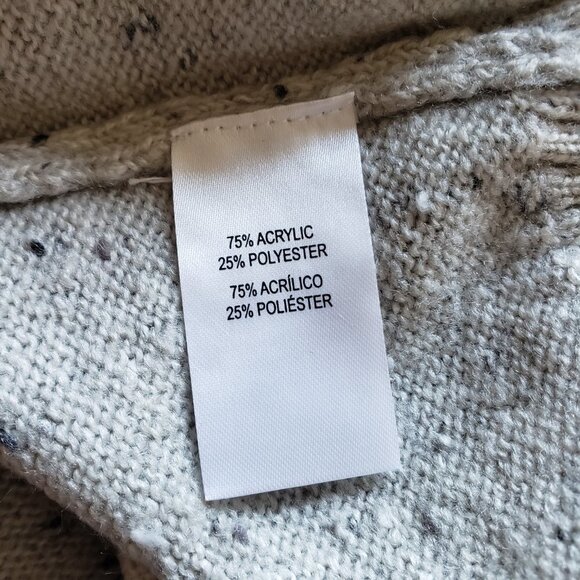 75% ACRYLIC
25% POLYESTER
75% ACRÍLICO
25% POLIÉSTER